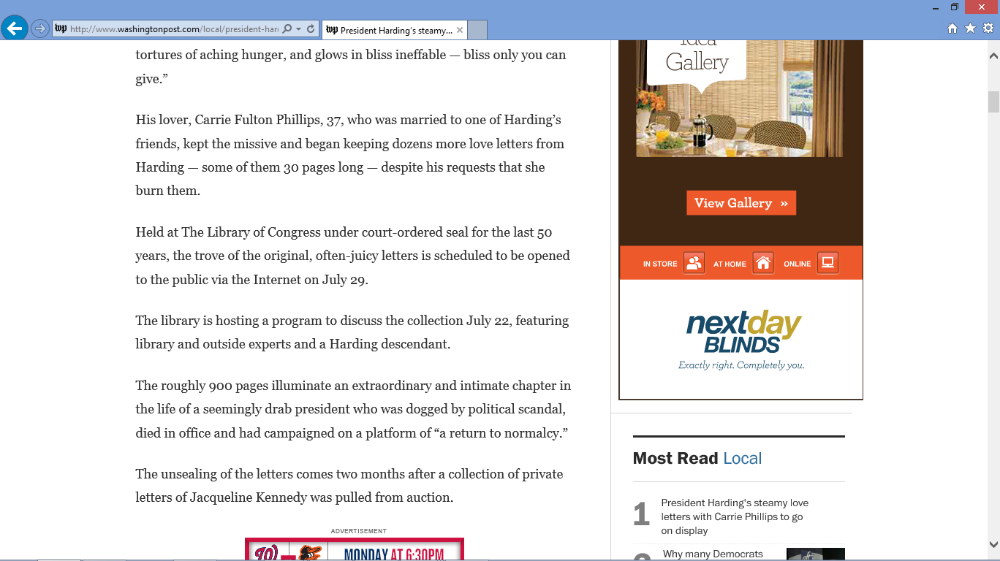 http://www.washingtonpost.com/local/president-har
President Harding's steamy...
tortures of aching hunger, and glows in bliss ineffable — bliss only you can
give.”
His lover, Carrie Fulton Phillips, 37, who was married to one of Harding’s
friends, kept the missive and began keeping dozens more love letters from
Harding — some of them 30 pages long — despite his requests that she
burn them.
Held at The Library of Congress under court-ordered seal for the last 50
years, the trove of the original, often-juicy letters is scheduled to be opened
to the public via the Internet on July 29.
The library is hosting a program to discuss the collection July 22, featuring
library and outside experts and a Harding descendant.
The roughly 900 pages illuminate an extraordinary and intimate chapter in
the life of a seemingly drab president who was dogged by political scandal,
died in office and had campaigned on a platform of “a return to normalcy.”
The unsealing of the letters comes two months after a collection of private
letters of Jacqueline Kennedy was pulled from auction.
ADVERTISEMENT
MONDAY AT 6:30PM
Idea
Gallery
View Gallery »
IN STORE AT HOME ONLINE
nextday
BLINDS
Exactly right. Completely you.
Most Read Local
1 President Harding's steamy love
letters with Carrie Phillips to go
on display
Why many Democrats